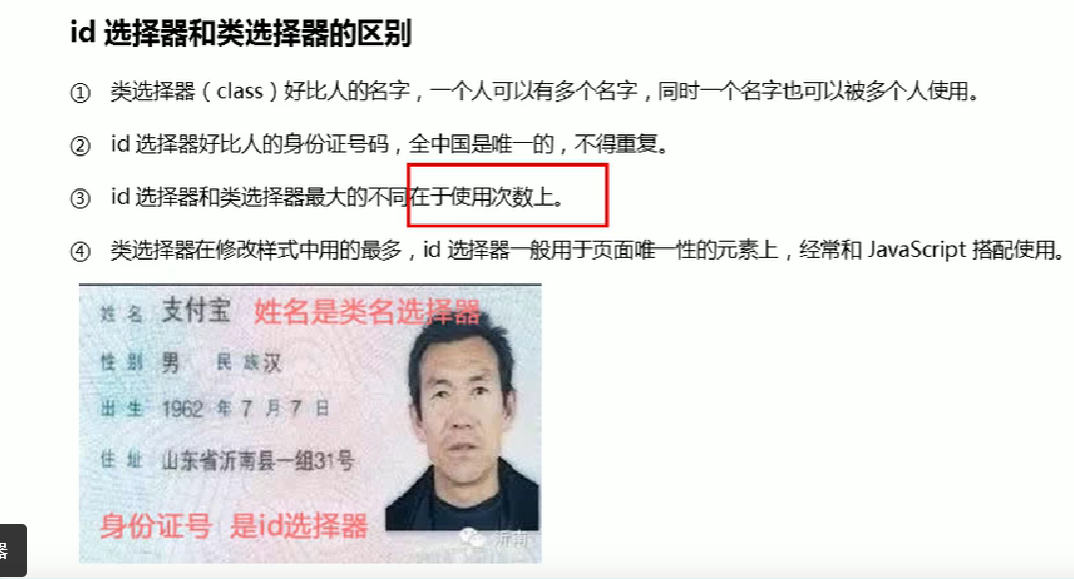 id 选择器和类选择器的区别
① 类选择器（class）好比人的名字，一个人可以有多个名字，同时一个名字也可以被多个人使用。
② id 选择器好比人的身份证号码，全中国是唯一的，不得重复。
③ id 选择器和类选择器最大的不同在于使用次数上。
④ 类选择器在修改样式中用的最多，id 选择器一般用于页面唯一性的元素上，经常和 JavaScript 搭配使用。
姓名 支付宝 姓名是类名选择器
性别 男 民族汉
出生 1962 年 7 月 7 日
住址 山东省沂南县一组31号
身份证号 是id选择器
沂南
器